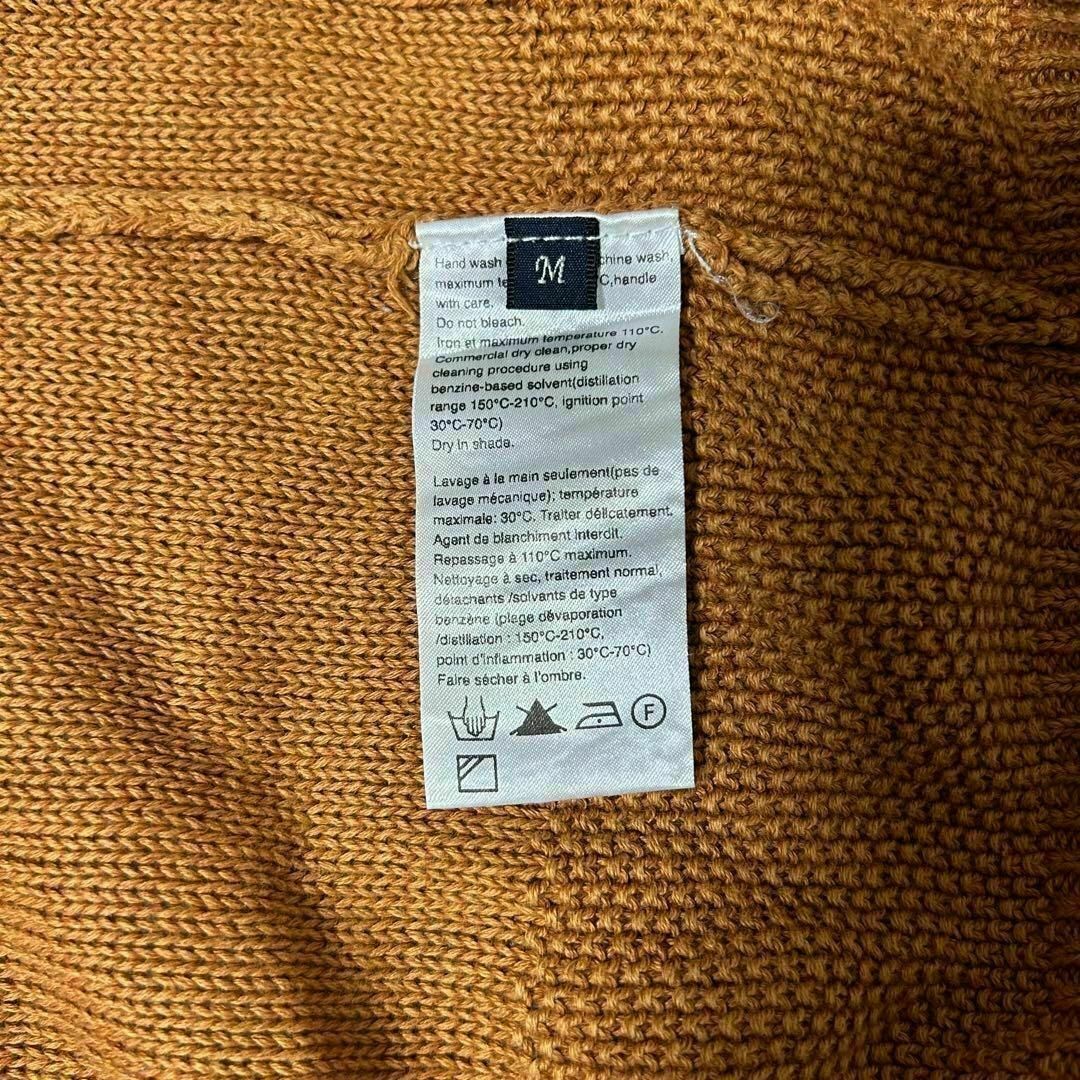 M
Hand wash chine wash,
maximum te C,handle
with care.
Do not bleach.
Iron at maximum temperature 110°C.
Commercial dry clean,proper dry
cleaning procedure using
benzine-based solvent(distillation
range 150°C-210°C, ignition point
30°C-70°C)
Dry in shade.
Lavage à la main seulement(pas de
lavage mécanique); température
maximale: 30°C. Traiter délicatement.
Agent de blanchiment interdit.
Repassage à 110°C maximum.
Nettoyage à sec, traitement normal,
détachants /solvants de type
benzène (plage dévaporation
/distillation : 150°C-210°C,
point d'inflammation : 30°C-70°C)
Faire sécher à l'ombre.
F